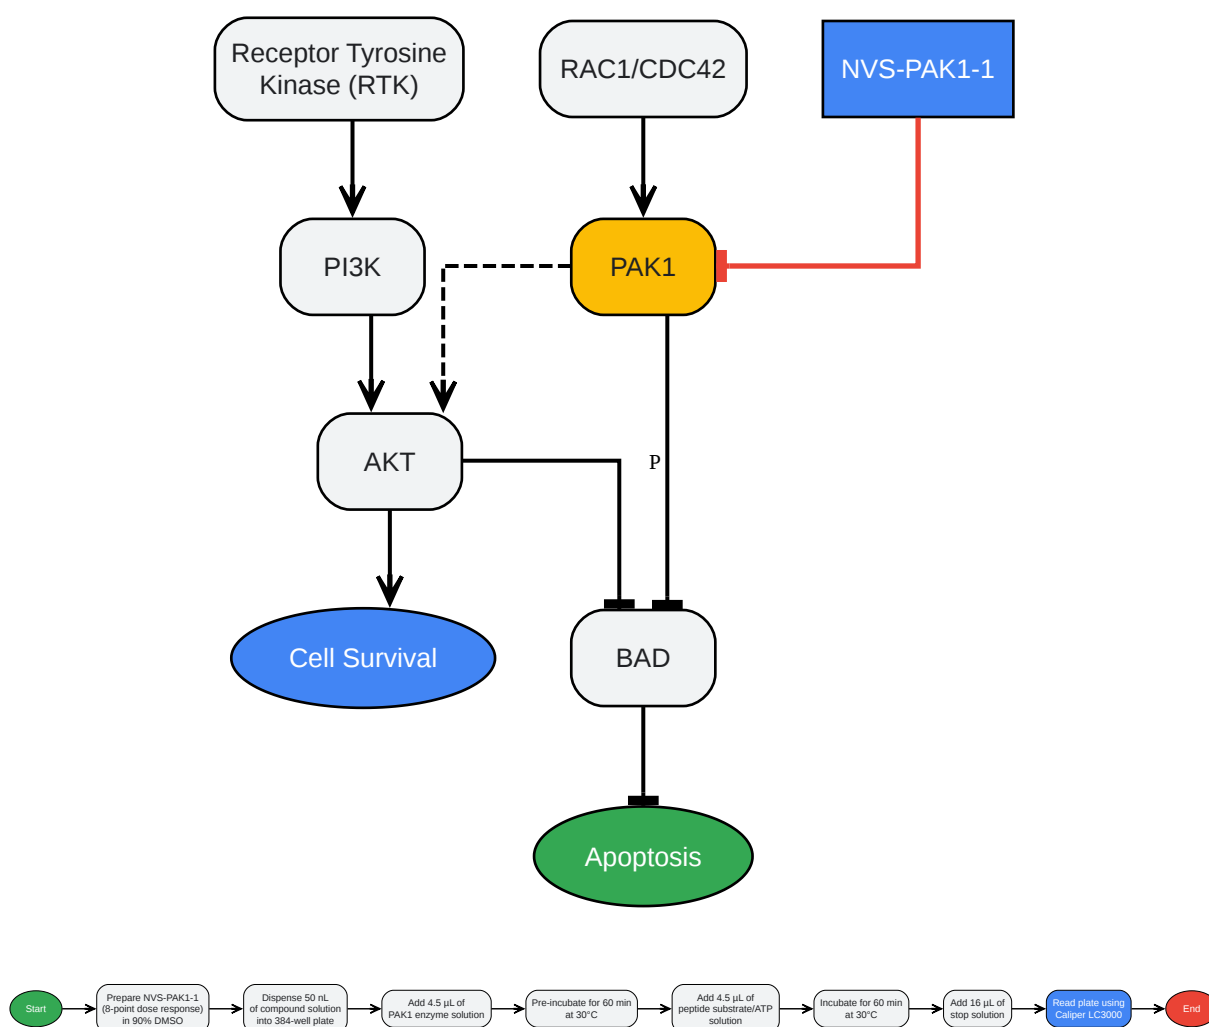 Receptor Tyrosine
Kinase (RTK)
RAC1/CDC42
NVS-PAK1-1
PI3K
PAK1
AKT
P
Cell Survival
BAD
Apoptosis
Start
Prepare NVS-PAK1-1
(8-point dose response)
in 90% DMSO
Dispense 50 nL
of compound solution
into 384-well plate
Add 4.5 µL of
PAK1 enzyme solution
Pre-incubate for 60 min
at 30°C
Add 4.5 µL of
peptide substrate/ATP
solution
Incubate for 60 min
at 30°C
Add 16 µL of
stop solution
Read plate using
Caliper LC3000
End